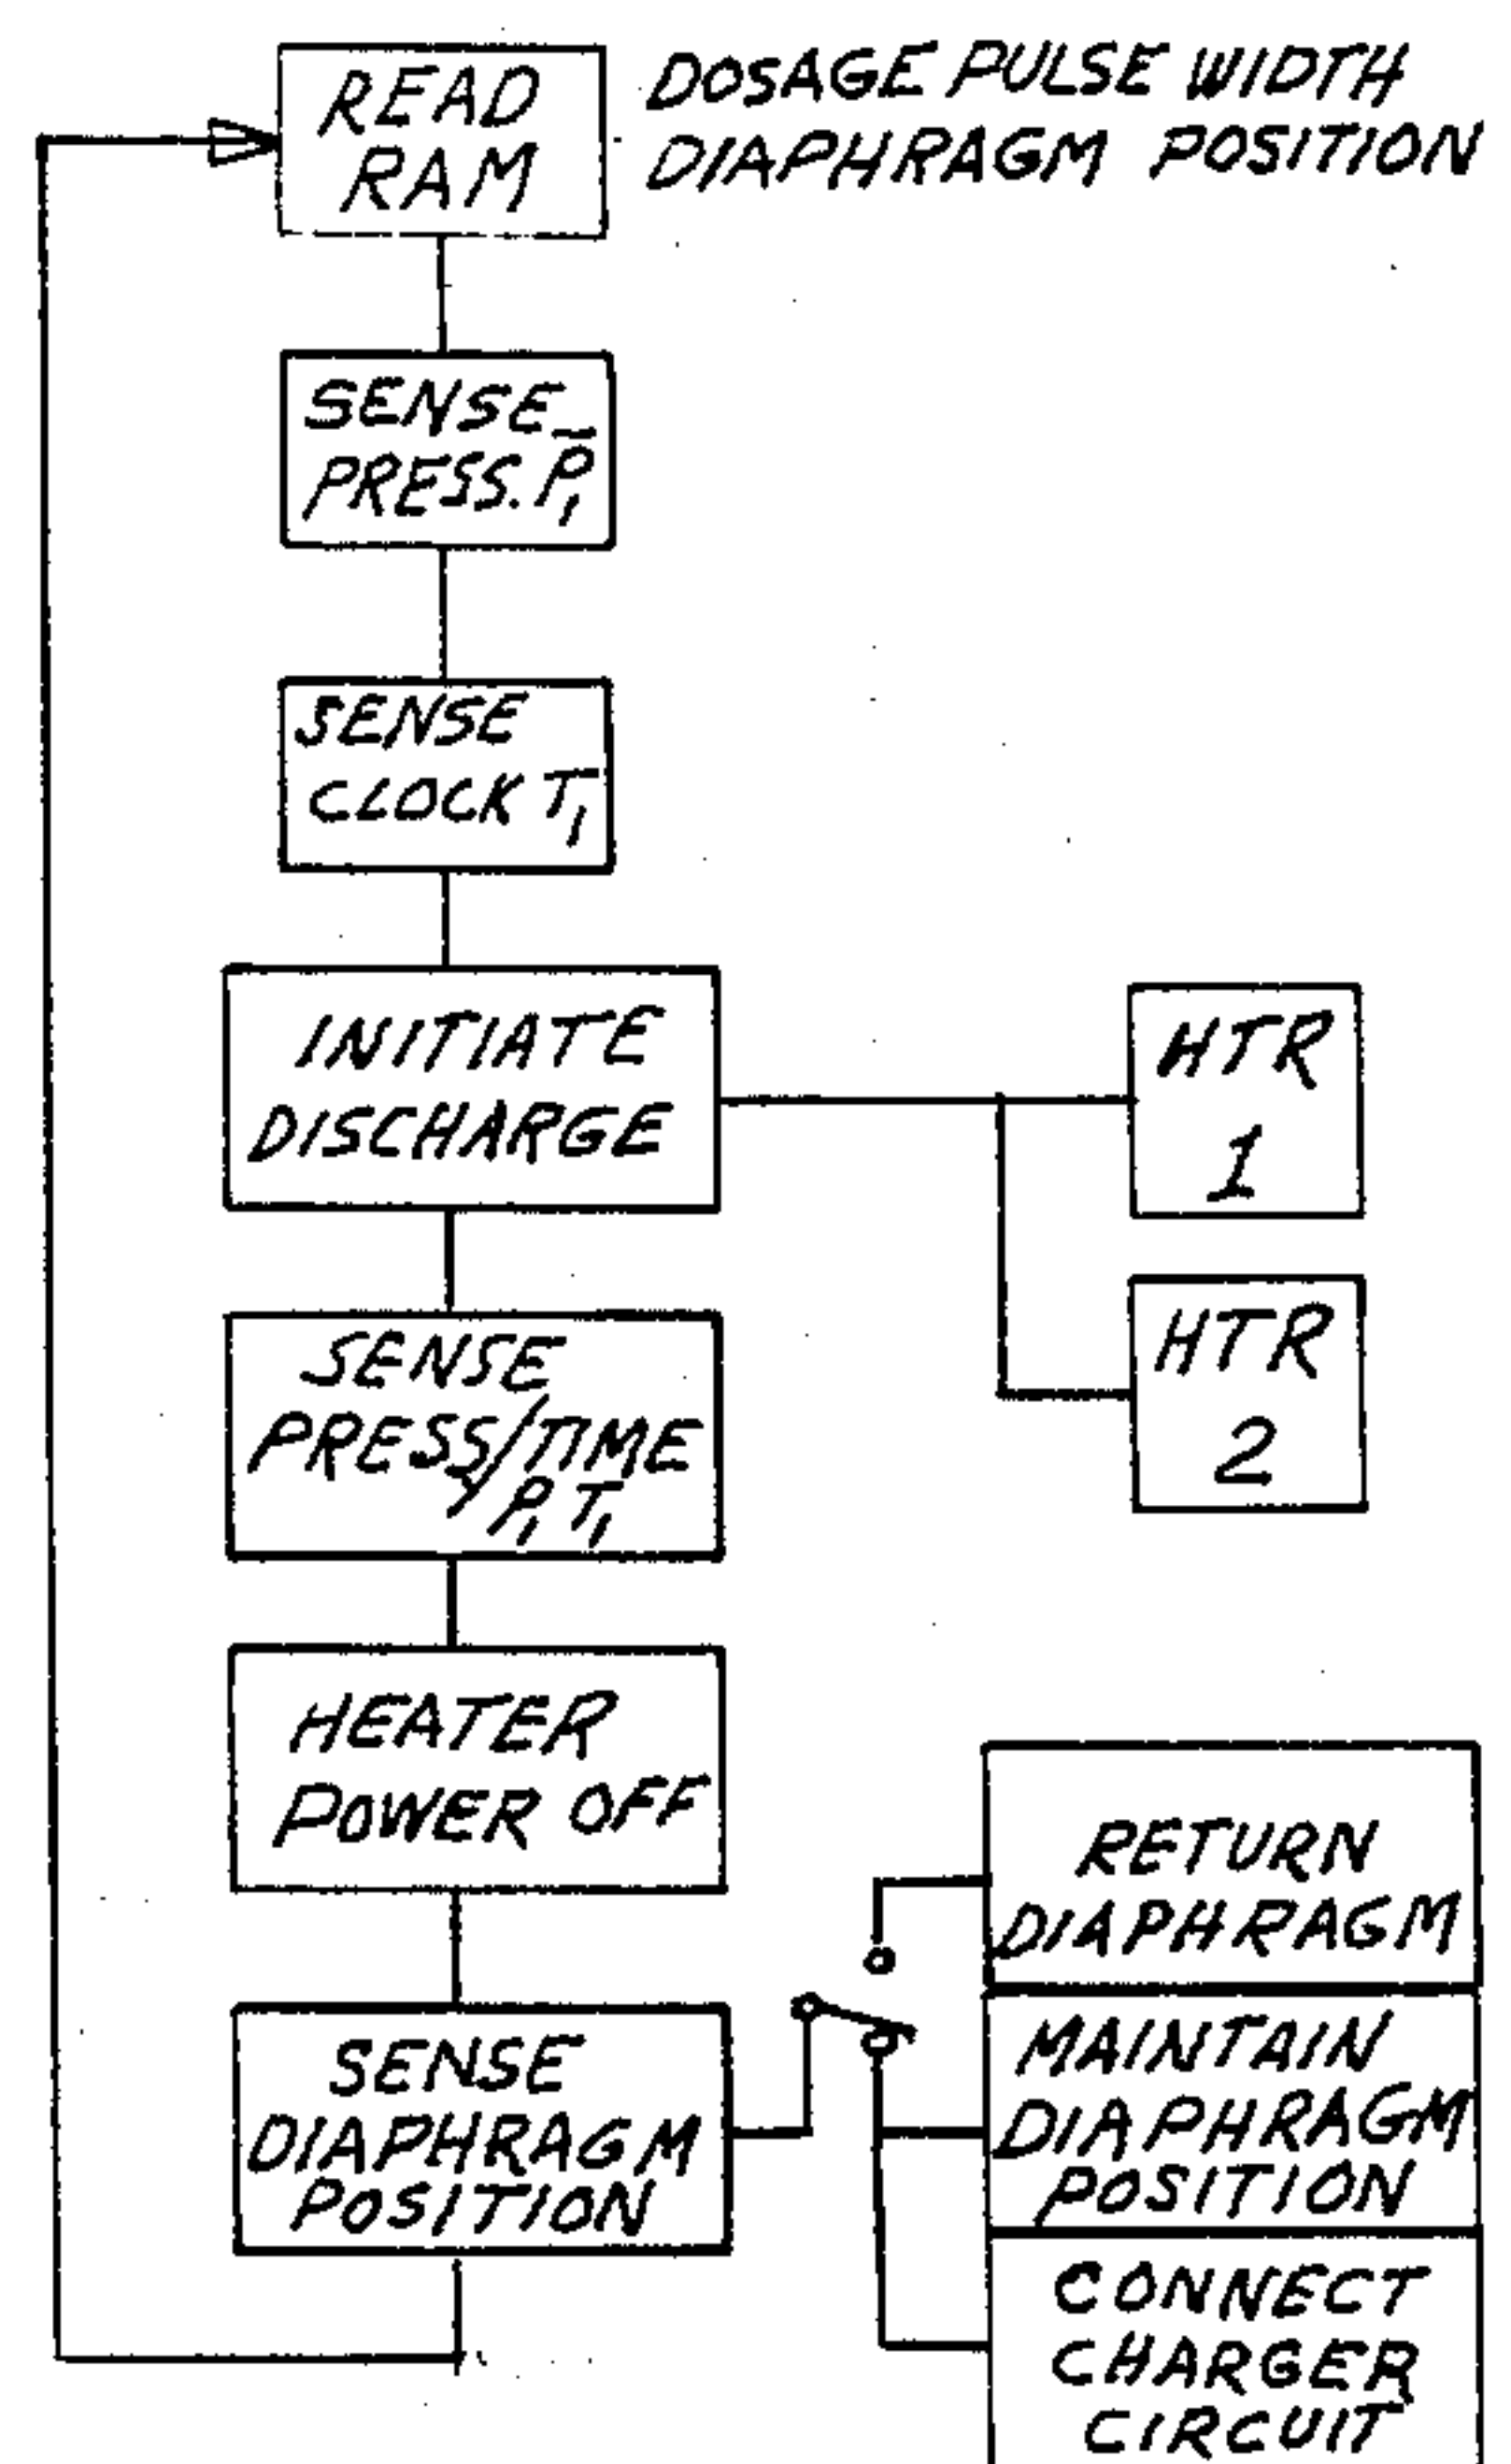 READ
RAM
DOSAGE PULSE WIDTH
DIAPHRAGM POSITION
SENSE
PRESS. P1
SENSE
CLOCK T1
INITIATE
DISCHARGE
HTR
1
HTR
2
SENSE
PRESS/TIME
/P1 T1
HEATER
POWER OFF
SENSE
DIAPHRAGM
POSITION
RETURN
DIAPHRAGM
MAINTAIN
DIAPHRAGM
POSITION
CONNECT
CHARGER
CIRCUIT